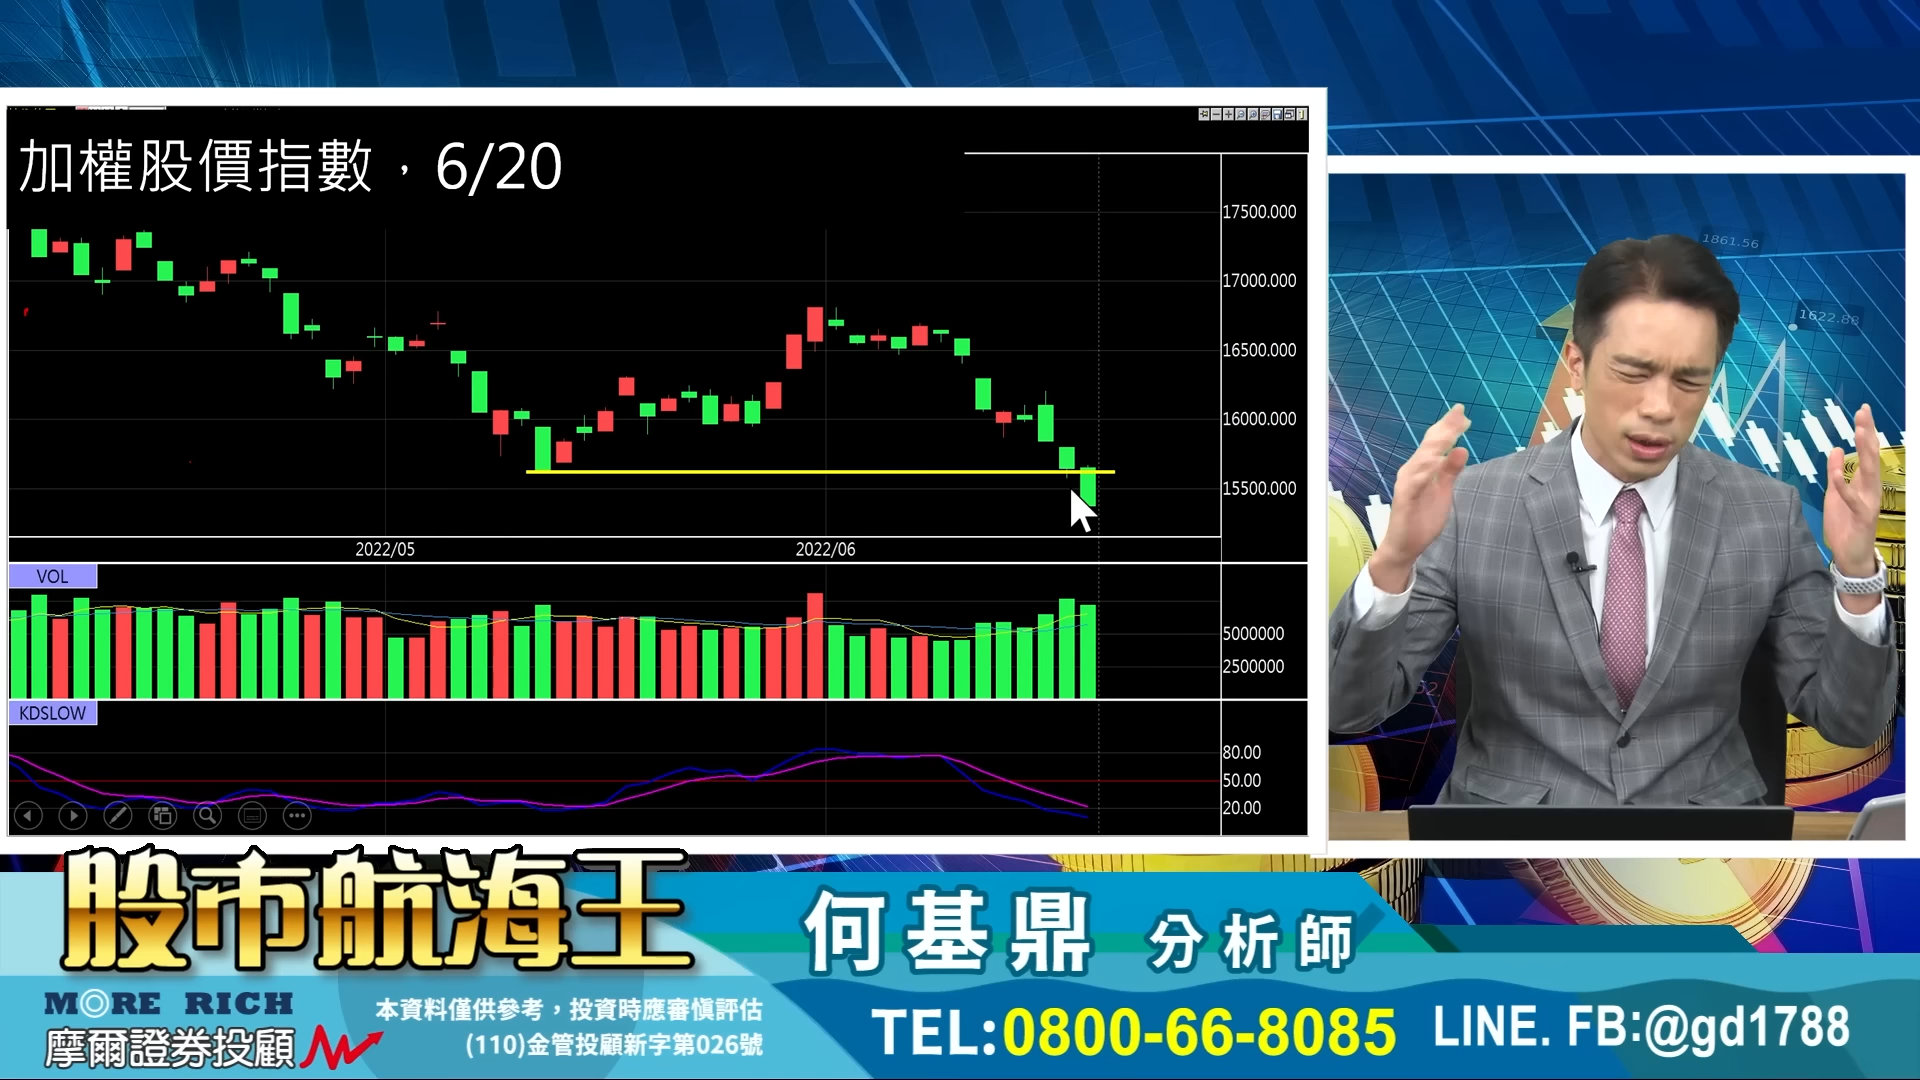 加權股價指數，6/20
17500.000
17000.000
16500.000
16000.000
15500.000
2022/05
2022/06
VOL
5000000
2500000
KDSLOW
80.00
50.00
20.00
1861.56
1622.88
股市航海王
MORE RICH
摩爾證券投顧
本資料僅供參考，投資時應審慎評估
(110)金管投顧新字第026號
何基鼎 分析師
TEL:0800-66-8085
LINE. FB:@gd1788